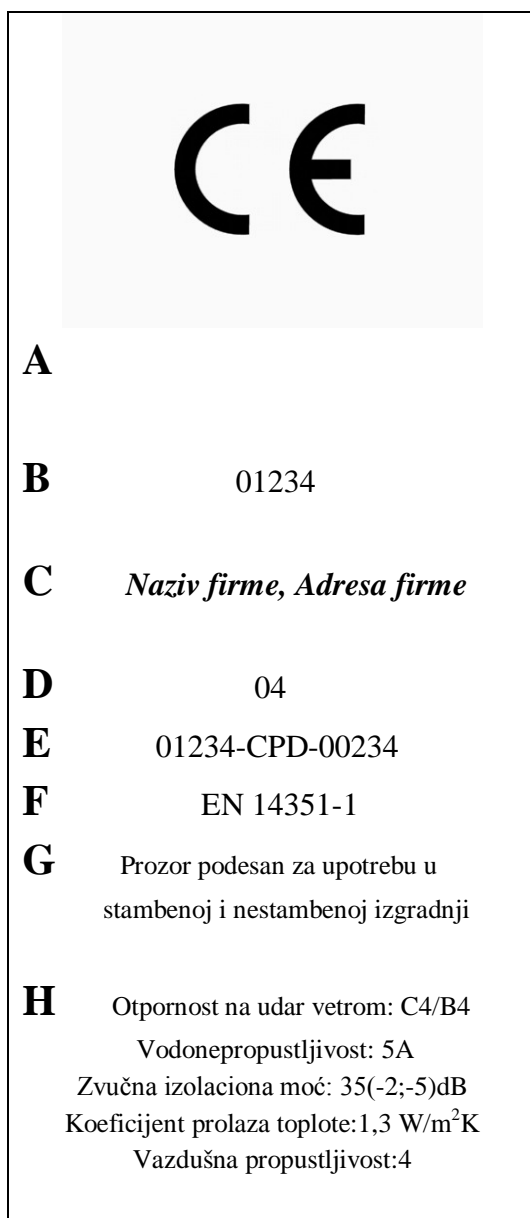 CE
A
B 01234
C Naziv firme, Adresa firme
D 04
E 01234-CPD-00234
F EN 14351-1
G Prozor podesan za upotrebu u
stambenoj i nestambenoj izgradnji
H Otpornost na udar vetrom: C4/B4
Vodonepropustljivost: 5A
Zvučna izolaciona moć: 35(-2;-5)dB
Koeficijent prolaza toplote:1,3 W/m²K
Vazdušna propustljivost:4